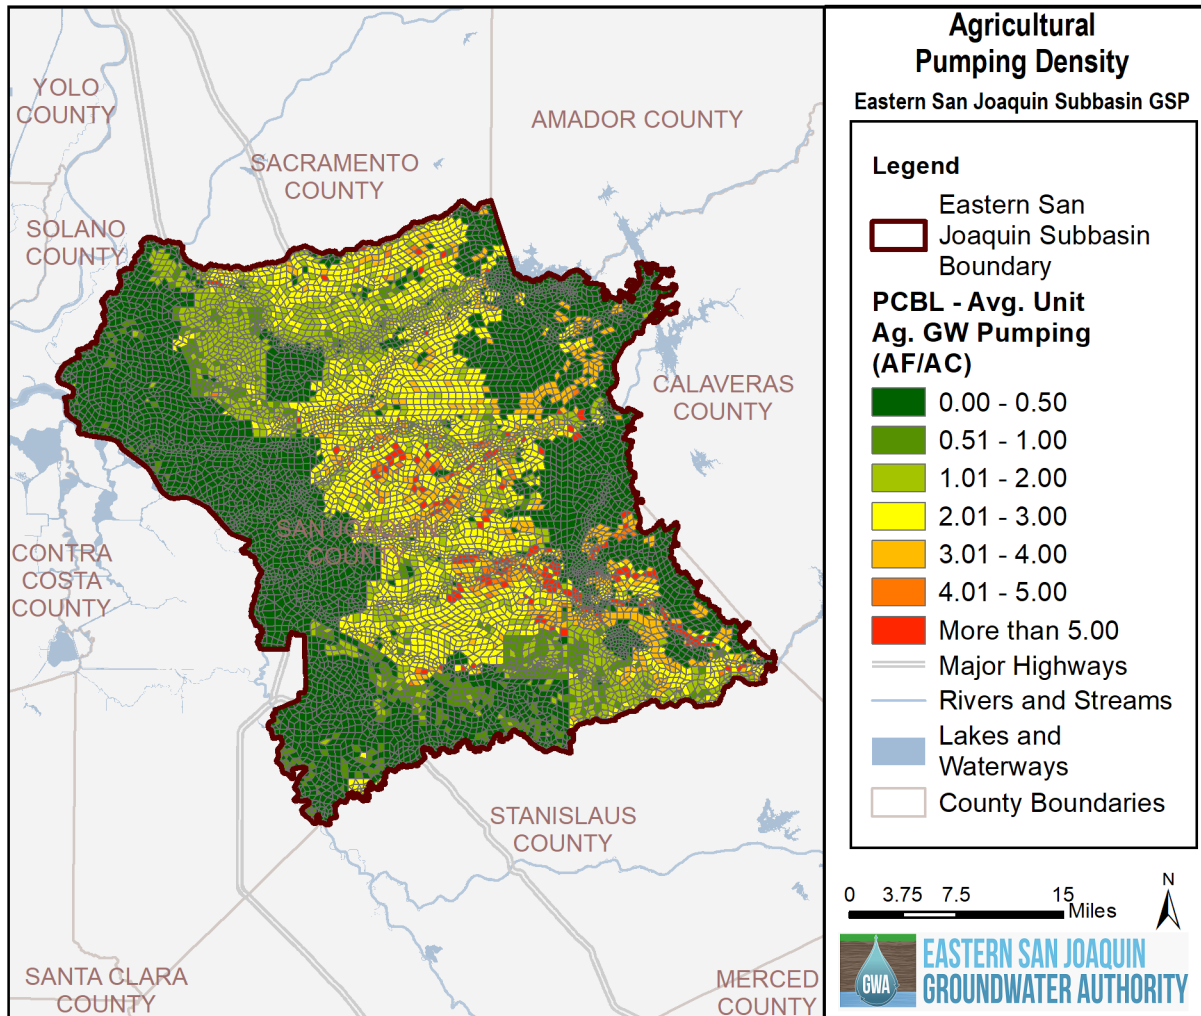 YOLO
COUNTY
AMADOR COUNTY
SACRAMENTO
COUNTY
SOLANO
COUNTY
CALAVERAS
COUNTY
SAN JOAQUIN
COUNTY
CONTRA
COSTA
COUNTY
STANISLAUS
COUNTY
SANTA CLARA
COUNTY
MERCED
COUNTY
Agricultural
Pumping Density
Eastern San Joaquin Subbasin GSP
Legend
Eastern San
Joaquin Subbasin
Boundary
PCBL - Avg. Unit
Ag. GW Pumping
(AF/AC)
0.00 - 0.50
0.51 - 1.00
1.01 - 2.00
2.01 - 3.00
3.01 - 4.00
4.01 - 5.00
More than 5.00
Major Highways
Rivers and Streams
Lakes and
Waterways
County Boundaries
0 3.75 7.5 15
Miles
N
GWA
EASTERN SAN JOAQUIN
GROUNDWATER AUTHORITY